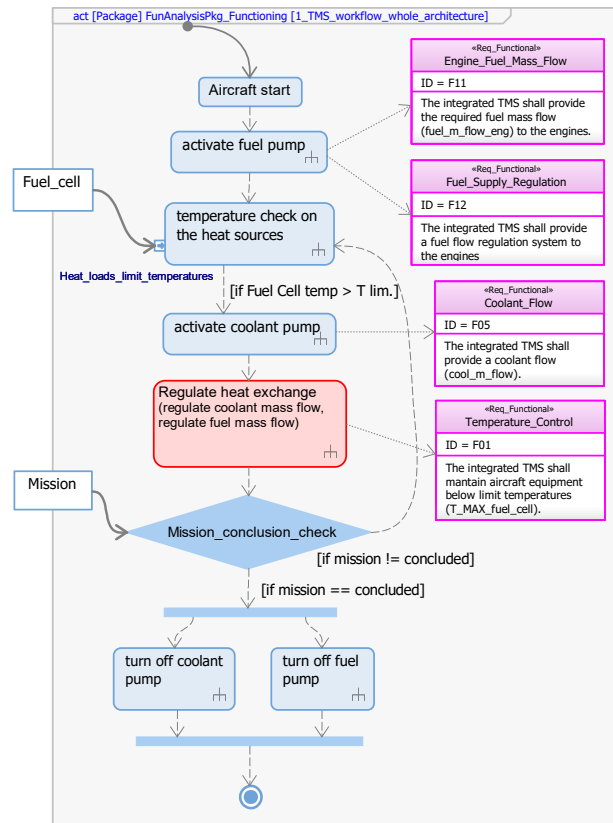 act [Package] FunAnalysisPkg_Functioning [1_TMS_workflow_whole_architecture]
Aircraft start
«Req_Functional»
Engine_Fuel_Mass_Flow
ID = F11
The integrated TMS shall provide
the required fuel mass flow
(fuel_m_flow_eng) to the engines.
activate fuel pump
«Req_Functional»
Fuel_Supply_Regulation
ID = F12
The integrated TMS shall provide
a fuel flow regulation system to
the engines
Fuel_cell
temperature check on
the heat sources
Heat_loads_limit_temperatures
[if Fuel Cell temp > T lim.]
«Req_Functional»
Coolant_Flow
ID = F05
The integrated TMS shall
provide a coolant flow
(cool_m_flow).
activate coolant pump
Regulate heat exchange
(regulate coolant mass flow,
regulate fuel mass flow)
«Req_Functional»
Temperature_Control
ID = F01
The integrated TMS shall
mantain aircraft equipment
below limit temperatures
(T_MAX_fuel_cell).
Mission
Mission_conclusion_check
[if mission != concluded]
[if mission == concluded]
turn off coolant
pump
turn off fuel
pump